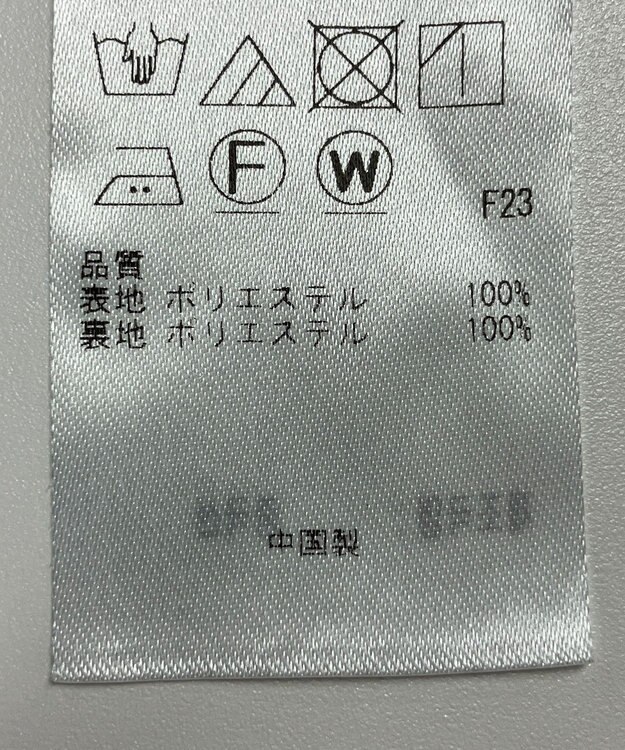 F
W
F23
品質
表地 ポリエステル 100%
裏地 ポリエステル 100%
中国製